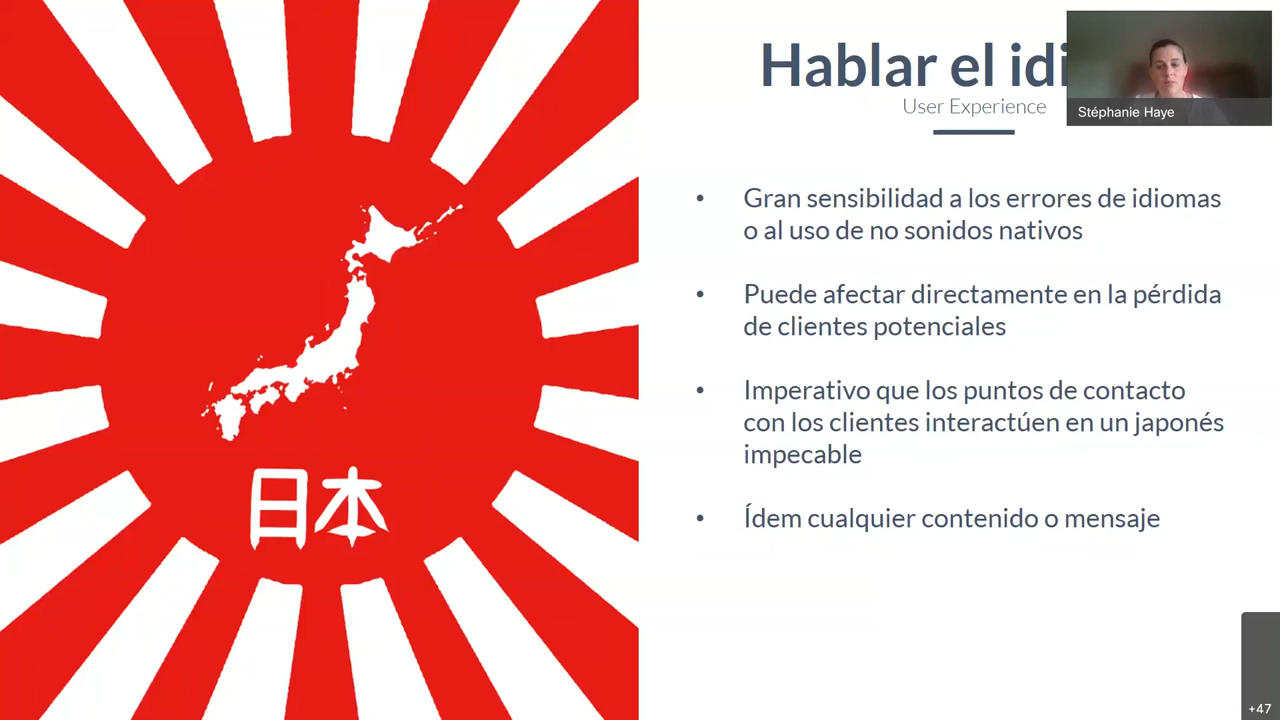 Hablar el idi
User Experience
Stéphanie Haye
• Gran sensibilidad a los errores de idiomas
o al uso de no sonidos nativos
• Puede afectar directamente en la pérdida
de clientes potenciales
• Imperativo que los puntos de contacto
con los clientes interactúen en un japonés
impecable
• Ídem cualquier contenido o mensaje
日本
+47